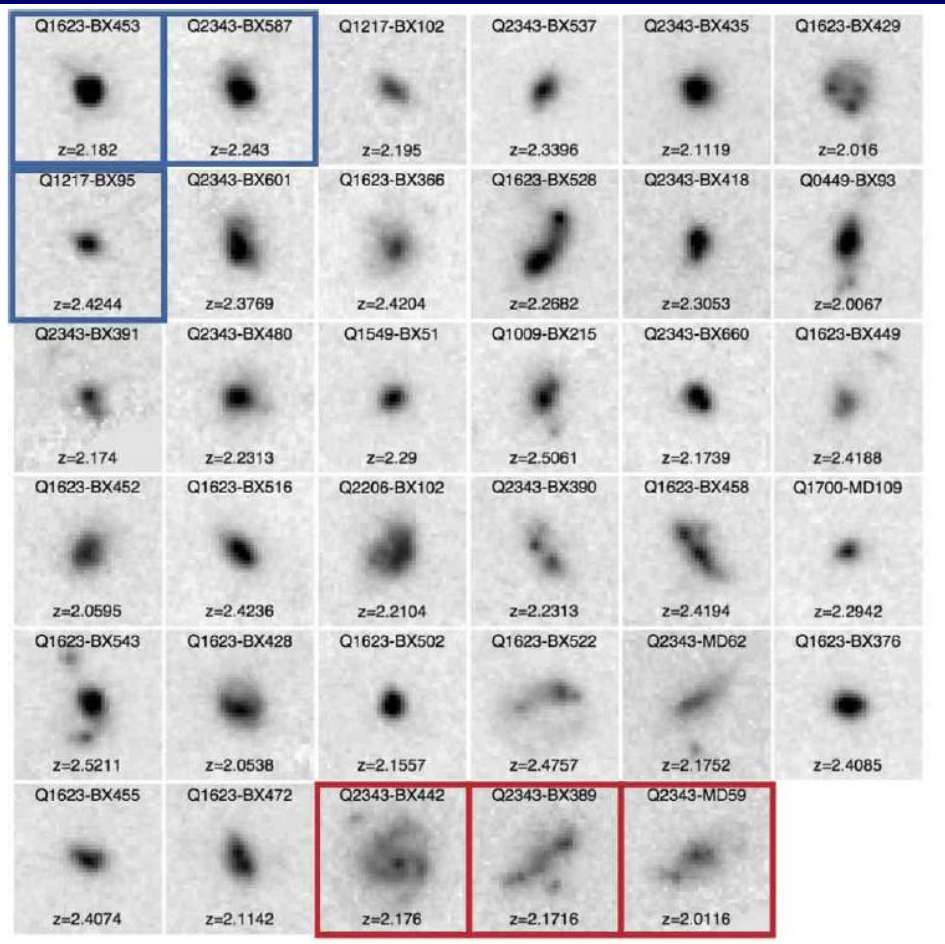 Q1623-BX453 Q2343-BX587 Q1217-BX102 Q2343-BX537 Q2343-BX435 Q1623-BX429
z=2.182 z=2.243 z=2.195 z=2.3396 z=2.1119 z=2.016
Q1217-BX95 Q2343-BX601 Q1623-BX366 Q1623-BX528 Q2343-BX418 Q0449-BX93
z=2.4244 z=2.3769 z=2.4204 z=2.2682 z=2.3053 z=2.0067
Q2343-BX391 Q2343-BX480 Q1549-BX51 Q1009-BX215 Q2343-BX660 Q1623-BX449
z=2.174 z=2.2313 z=2.29 z=2.5061 z=2.1739 z=2.4188
Q1623-BX452 Q1623-BX516 Q2206-BX102 Q2343-BX390 Q1623-BX458 Q1700-MD109
z=2.0595 z=2.4236 z=2.2104 z=2.2313 z=2.4194 z=2.2942
Q1623-BX543 Q1623-BX428 Q1623-BX502 Q1623-BX522 Q2343-MD62 Q1623-BX376
z=2.5211 z=2.0538 z=2.1557 z=2.4757 z=2.1752 z=2.4085
Q1623-BX455 Q1623-BX472 Q2343-BX442 Q2343-BX389 Q2343-MD59
z=2.4074 z=2.1142 z=2.176 z=2.1716 z=2.0116